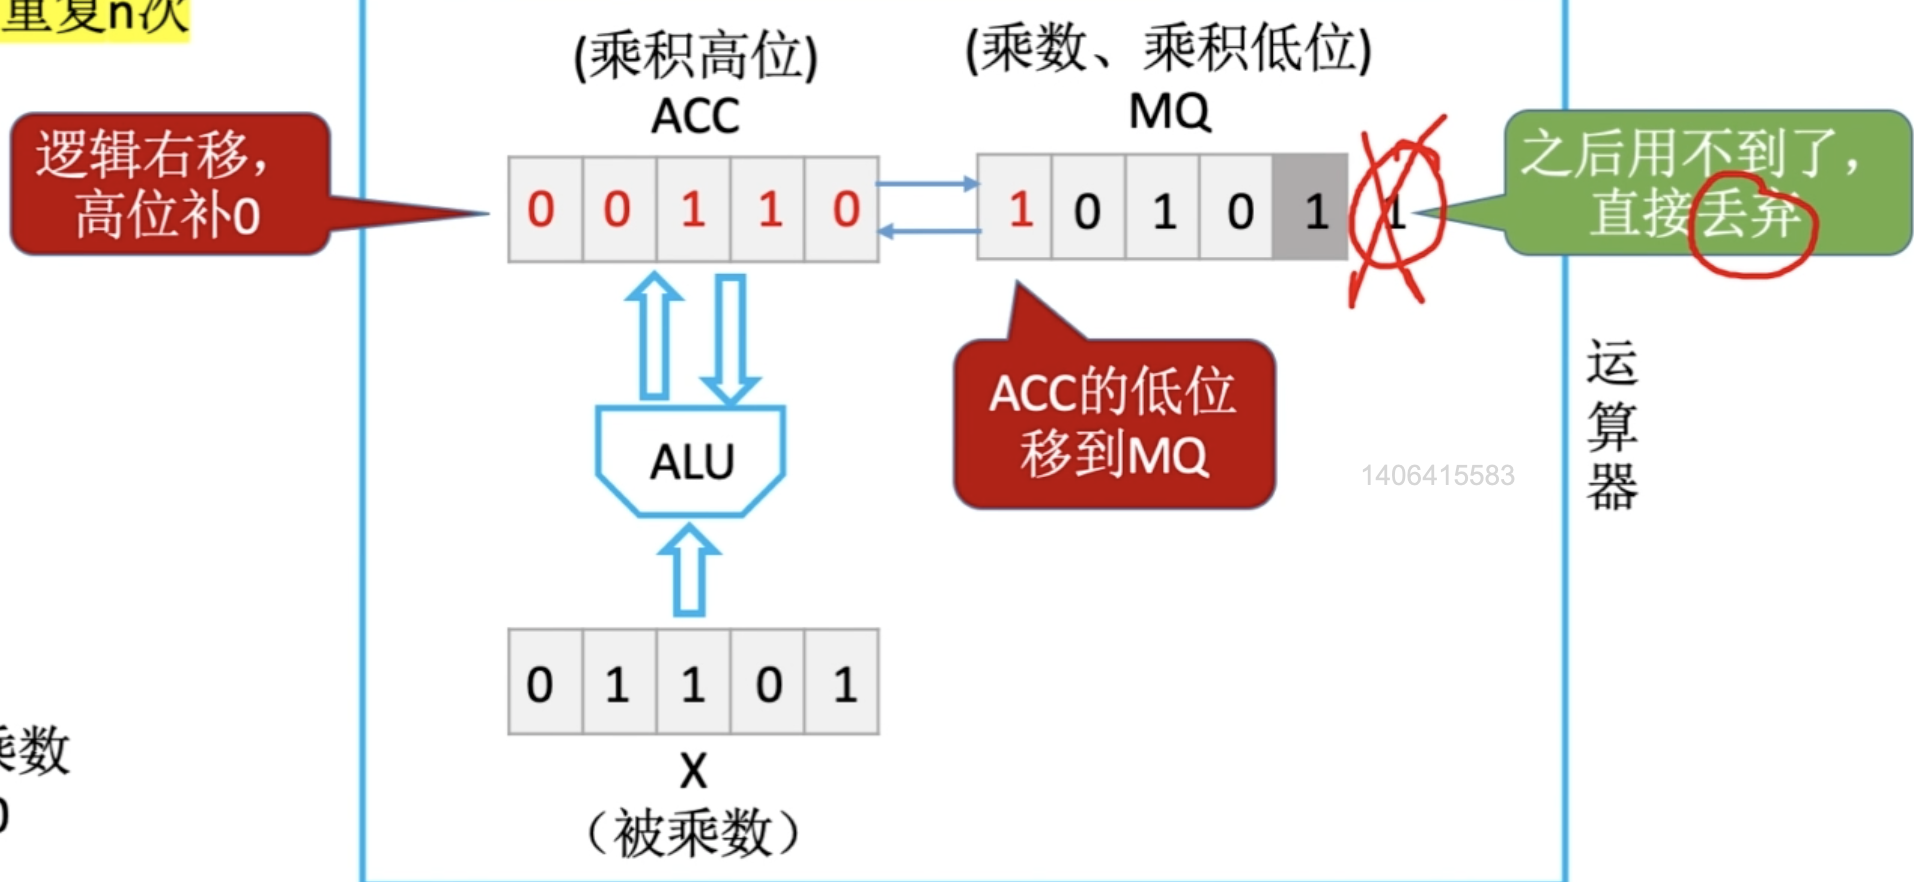 重复n次
(乘积高位)
ACC
(乘数、乘积低位)
MQ
逻辑右移，
高位补0
0 0 1 1 0
1 0 1 0 1 1
之后用不到了，
直接丢弃
ACC的低位
移到MQ
ALU
1406415583
运
算
器
0 1 1 0 1
X
（被乘数）
乘数
0